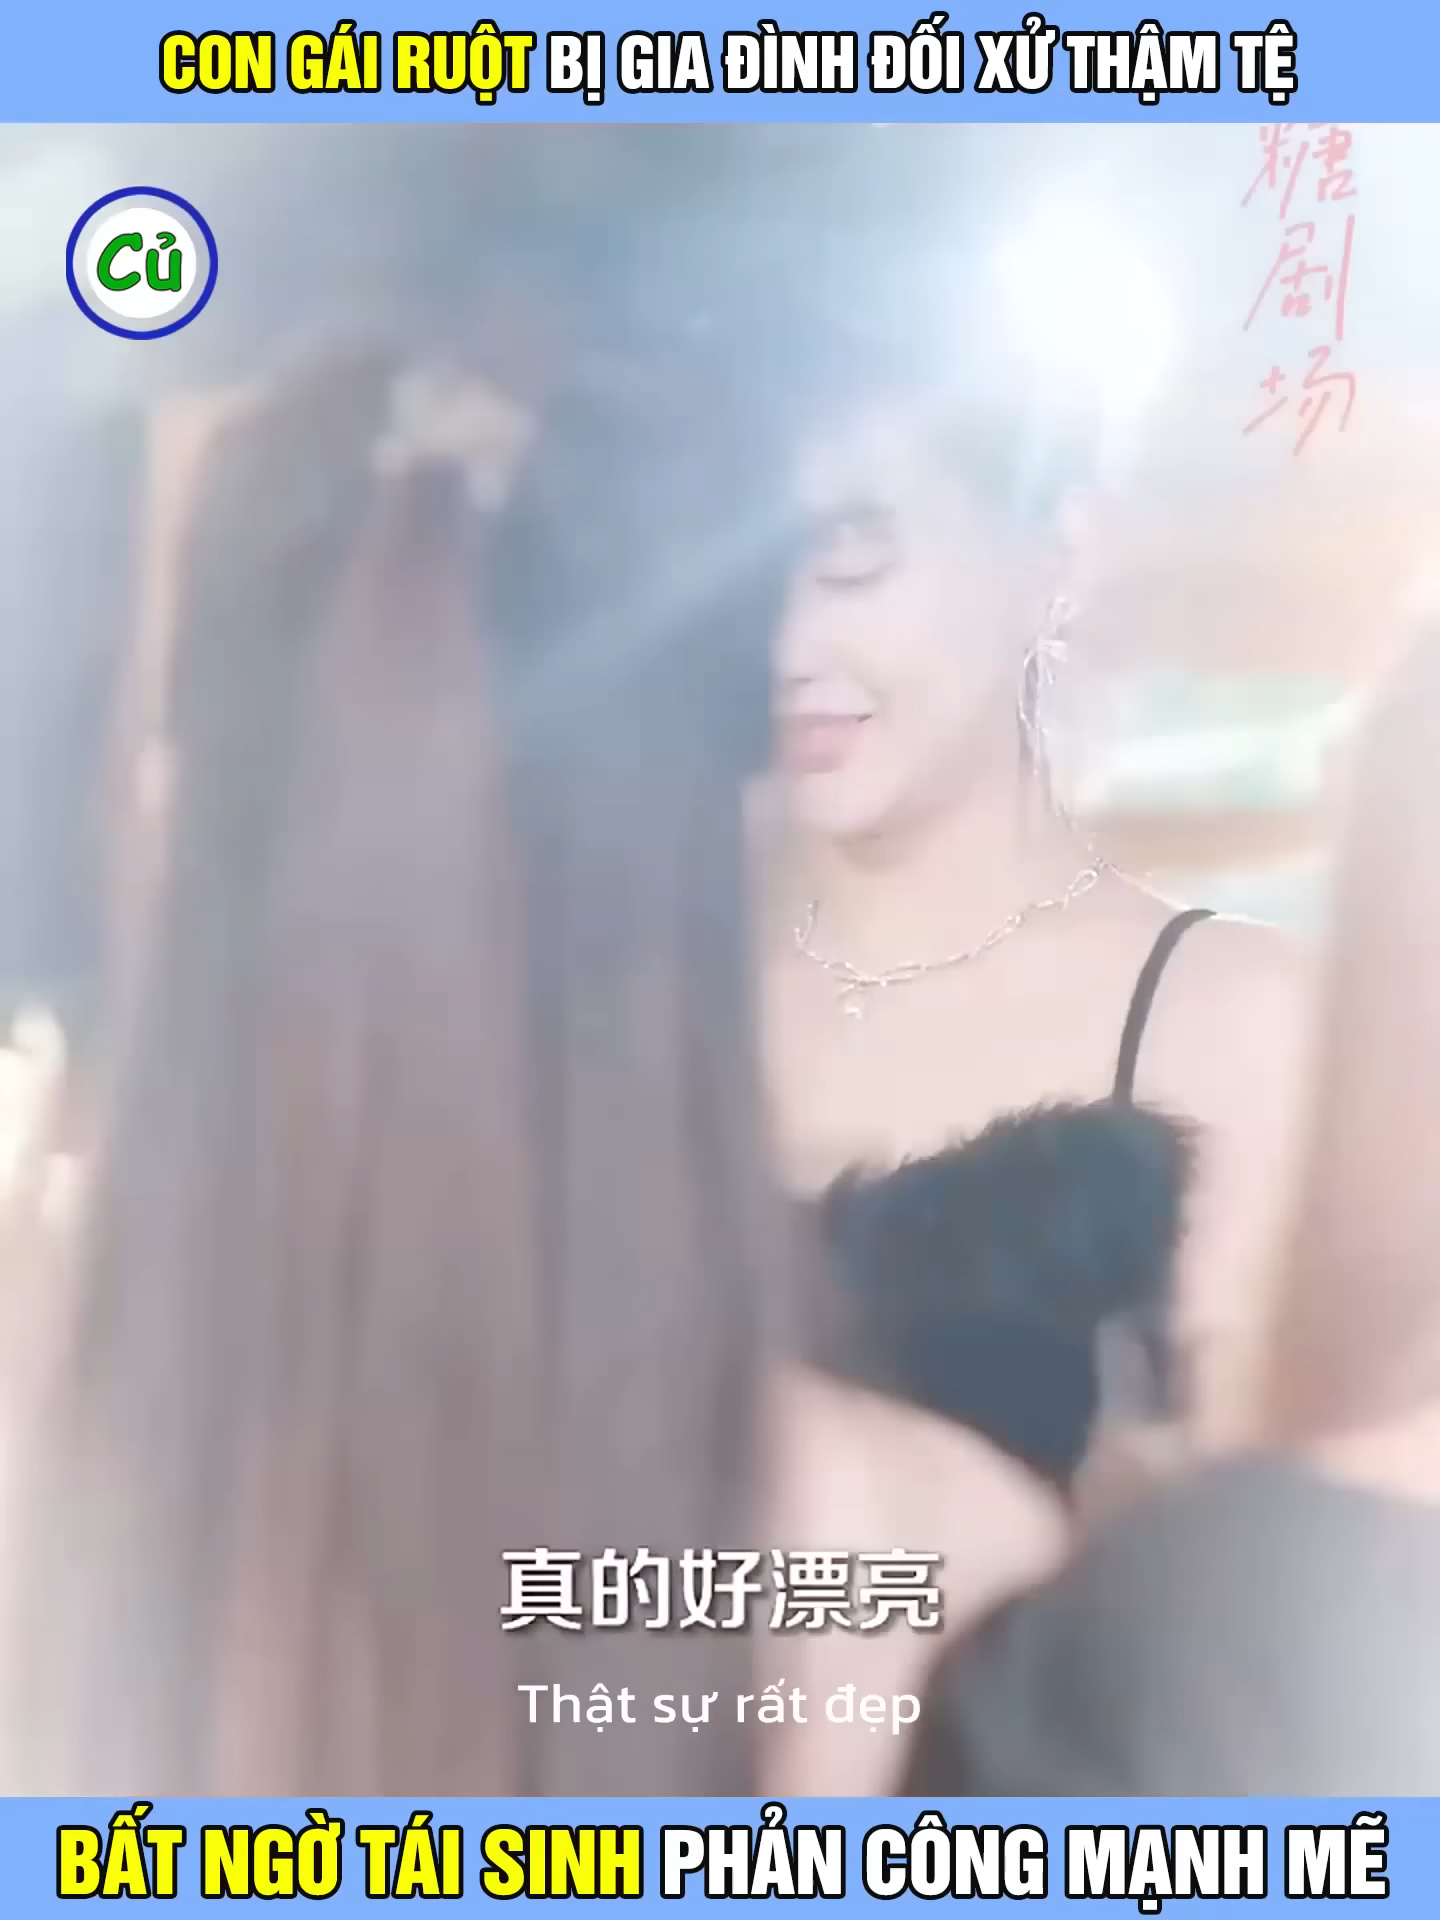 CON GÁI RUỘT BỊ GIA ĐÌNH ĐỐI XỬ THẬM TỆ
Củ
糖剧场
真的好漂亮
Thật sự rất đẹp
BẤT NGỜ TÁI SINH PHẢN CÔNG MẠNH MẼ